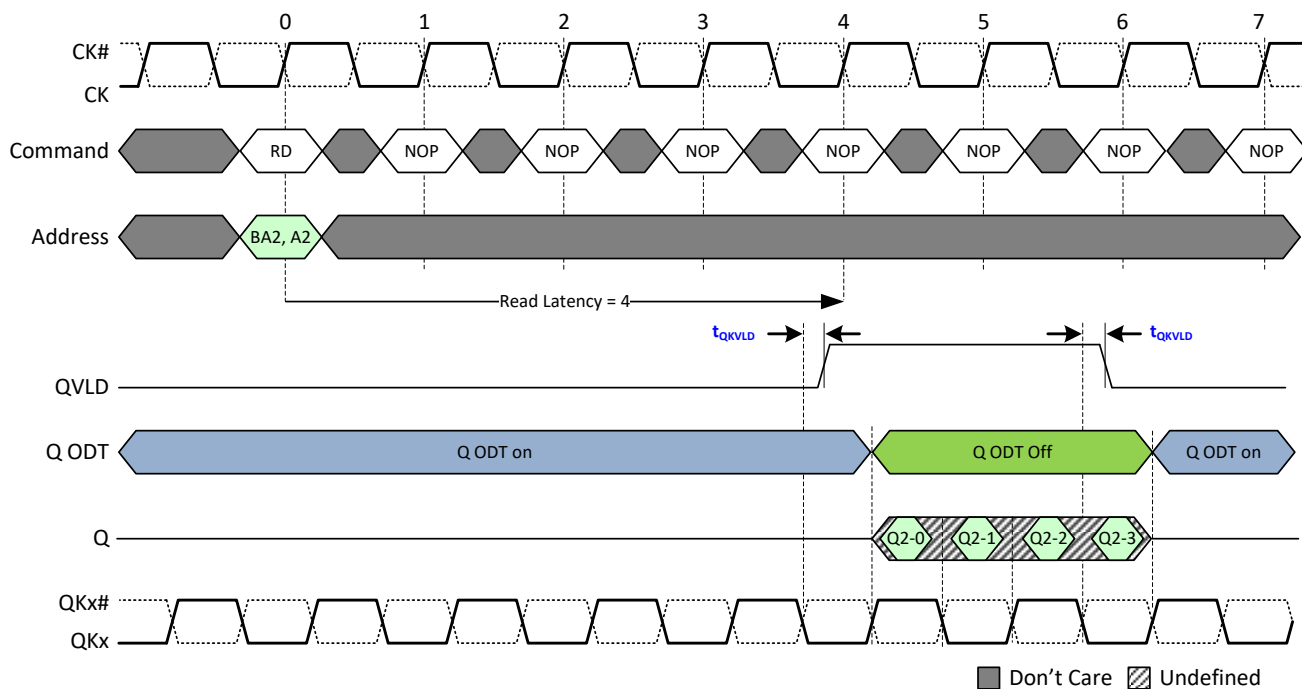 0 1 2 3 4 5 6 7
CK#
CK
Command RD NOP NOP NOP NOP NOP NOP NOP
Address BA2, A2
Read Latency = 4
tQKVLD tQKVLD
QVLD
Q ODT Q ODT on Q ODT Off Q ODT on
Q Q2-0 Q2-1 Q2-2 Q2-3
QKx#
QKx
Don't Care Undefined